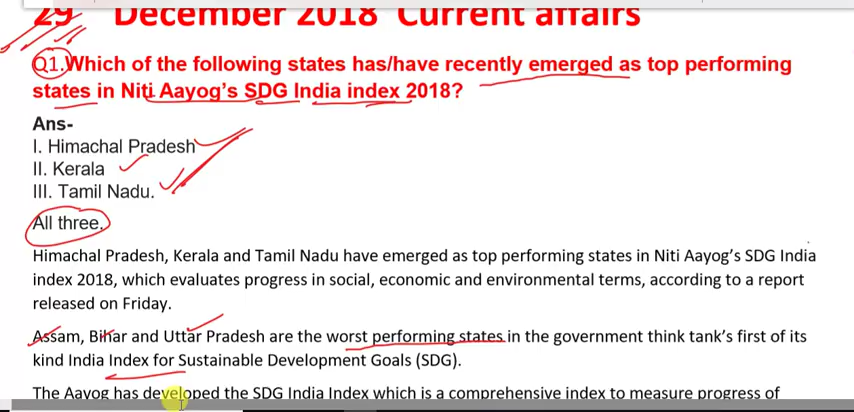 29 December 2018 Current affairs
Q1.Which of the following states has/have recently emerged as top performing
states in Niti Aayog's SDG India index 2018?
Ans-
I. Himachal Pradesh
II. Kerala
III. Tamil Nadu.
All three.
Himachal Pradesh, Kerala and Tamil Nadu have emerged as top performing states in Niti Aayog's SDG India
index 2018, which evaluates progress in social, economic and environmental terms, according to a report
released on Friday.
Assam, Bihar and Uttar Pradesh are the worst performing states in the government think tank's first of its
kind India Index for Sustainable Development Goals (SDG).
The Aayog has developed the SDG India Index which is a comprehensive index to measure progress of